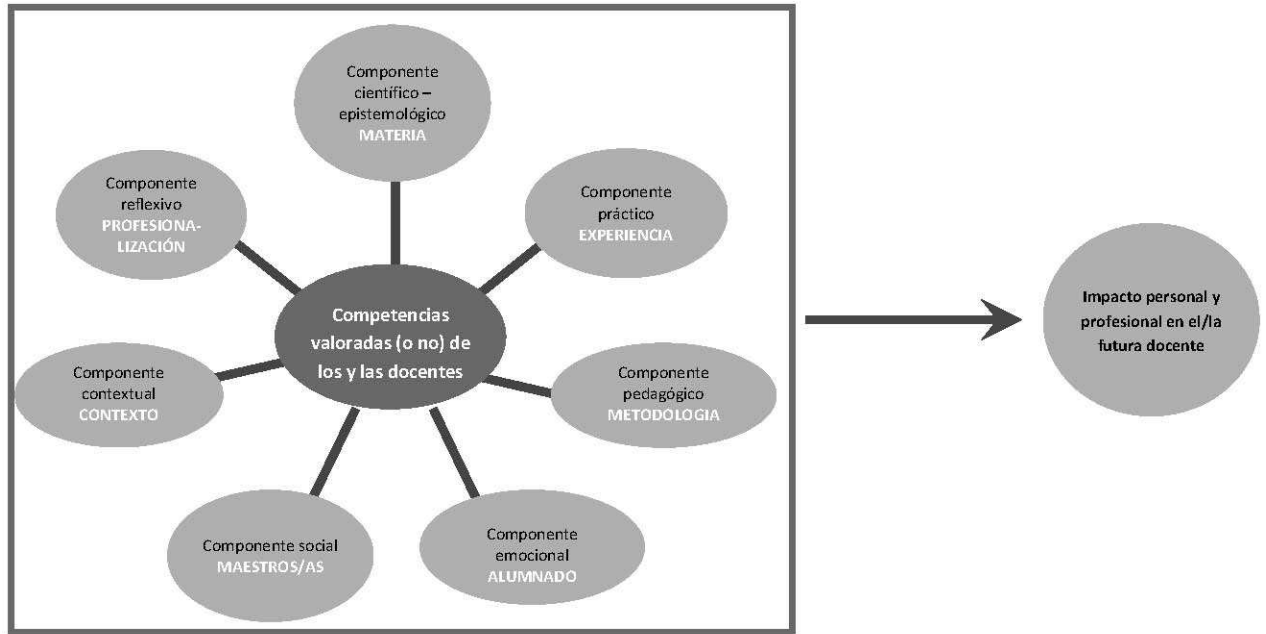 Componente
científico –
epistemológico
MATERIA
Componente
práctico
EXPERIENCIA
Componente
pedagógico
METODOLOGIA
Componente
emocional
ALUMNADO
Componente social
MAESTROS/AS
Componente
contextual
CONTEXTO
Componente
reflexivo
PROFESIONA-
LIZACIÓN
Competencias
valoradas (o no) de
los y las docentes
Impacto personal y
profesional en el/la
futura docente